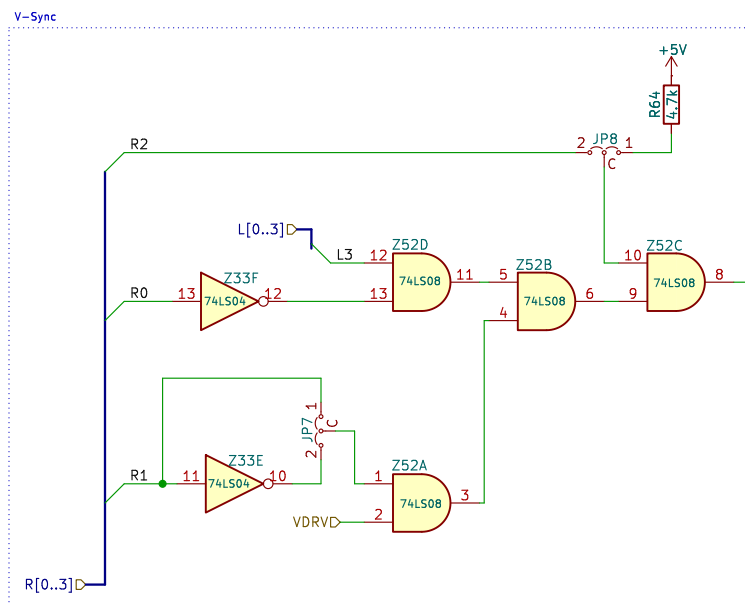 V-Sync
+5V
R64
4.7k
R2
2
JP8
1
C
L[0..3]
L3
12
Z52D
74LS08
11
13
5
Z52B
74LS08
6
4
10
Z52C
74LS08
8
9
R0
13
Z33F
74LS04
12
1
JP7
C
2
R1
11
Z33E
74LS04
10
1
Z52A
74LS08
3
VDRV
2
R[0..3]